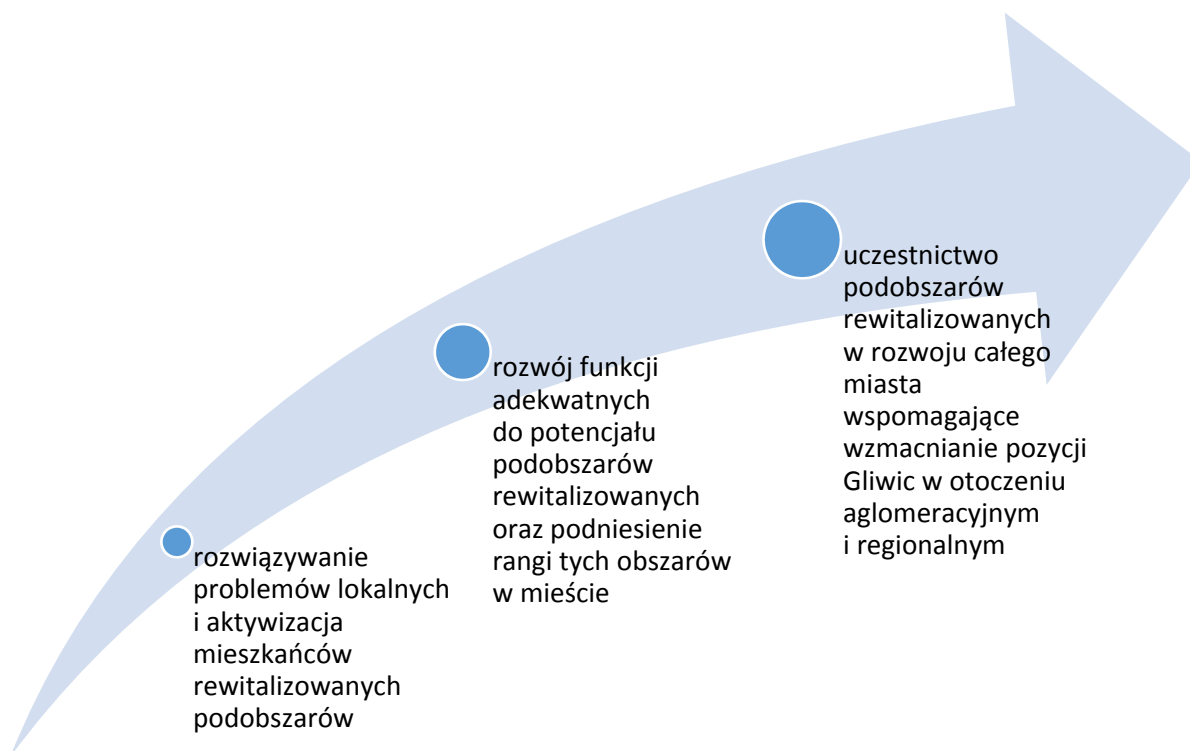 rozwiązywanie
problemów lokalnych
i aktywizacja
mieszkańców
rewitalizowanych
podobszarów
rozwój funkcji
adekwatnych
do potencjału
podobszarów
rewitalizowanych
oraz podniesienie
rangi tych obszarów
w mieście
uczestnictwo
podobszarów
rewitalizowanych
w rozwoju całego
miasta
wspomagające
wzmacnianie pozycji
Gliwic w otoczeniu
aglomeracyjnym
i regionalnym